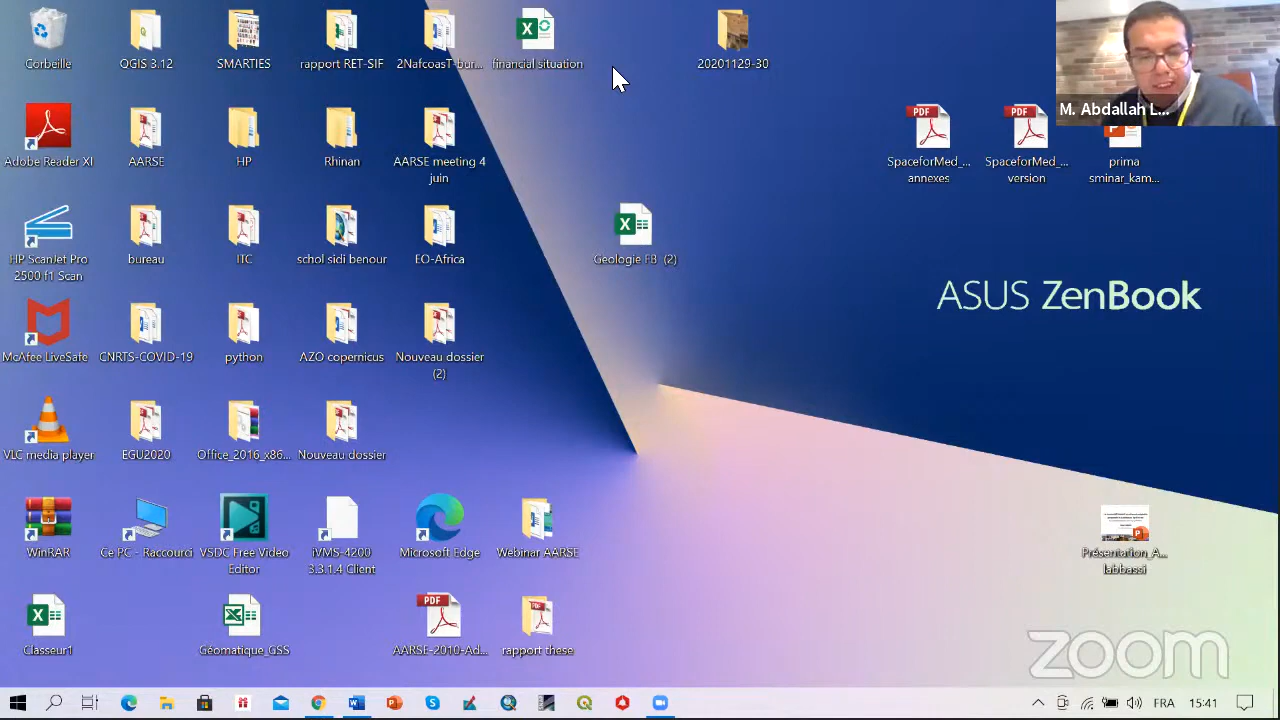 Corbeille
QGIS 3.12
SMARTIES
rapport RET-SIF
2NafcoasT-bur...
financial situation
20201129-30
M. Abdallah L...
Adobe Reader XI
AARSE
HP
Rhinan
AARSE meeting 4
juin
SpaceforMed_...
annexes
SpaceforMed_...
version
prima
sminar_kam...
HP ScanJet Pro
2500 f1 Scan
bureau
ITC
schol sidi benour
EO-Africa
Geologie FB (2)
ASUS ZenBook
McAfee LiveSafe
CNRTS-COVID-19
python
AZO copernicus
Nouveau dossier
(2)
VLC media player
EGU2020
Office_2016_x86...
Nouveau dossier
WinRAR
Ce PC - Raccourci
VSDC Free Video
Editor
iVMS-4200
3.3.1.4 Client
Microsoft Edge
Webinar AARSE
Présentation_A...
labbassi
Classeur1
Géomatique_GSS
AARSE-2010-Ad...
rapport these
zoom
FRA
15:41